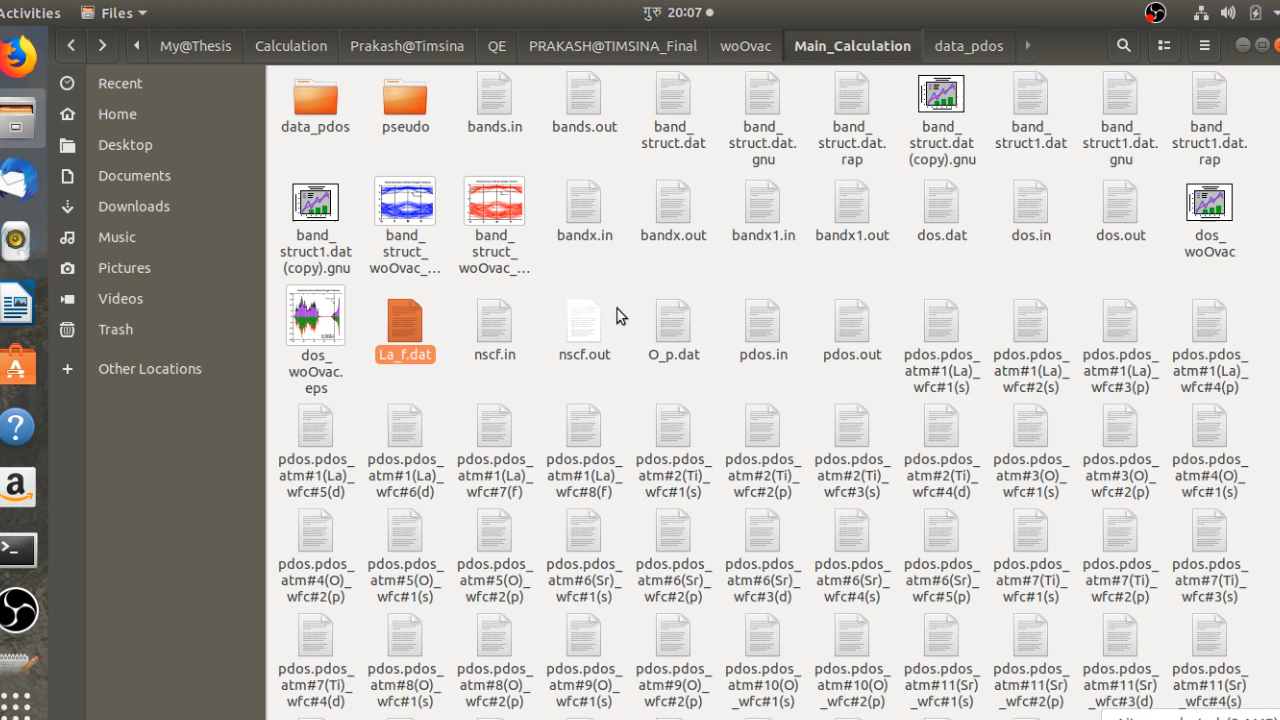 Activities
Files
गुरु 20:07
My@Thesis
Calculation
Prakash@Timsina
QE
PRAKASH@TIMSINA_Final
woOvac
Main_Calculation
data_pdos
Recent
Home
Desktop
Documents
Downloads
Music
Pictures
Videos
Trash
Other Locations
data_pdos
pseudo
bands.in
bands.out
band_
struct.dat
band_
struct.dat.
gnu
band_
struct.dat.
rap
band_
struct.dat
(copy).gnu
band_
struct1.dat
band_
struct1.dat.
gnu
band_
struct1.dat.
rap
band_
struct1.dat
(copy).gnu
band_
struct_
woOvac_...
band_
struct_
woOvac_...
bandx.in
bandx.out
bandx1.in
bandx1.out
dos.dat
dos.in
dos.out
dos_
woOvac
dos_
woOvac.
eps
La_f.dat
nscf.in
nscf.out
O_p.dat
pdos.in
pdos.out
pdos.pdos_
atm#1(La)_
wfc#1(s)
pdos.pdos_
atm#1(La)_
wfc#2(s)
pdos.pdos_
atm#1(La)_
wfc#3(p)
pdos.pdos_
atm#1(La)_
wfc#4(p)
pdos.pdos_
atm#1(La)_
wfc#5(d)
pdos.pdos_
atm#1(La)_
wfc#6(d)
pdos.pdos_
atm#1(La)_
wfc#7(f)
pdos.pdos_
atm#1(La)_
wfc#8(f)
pdos.pdos_
atm#2(Ti)_
wfc#1(s)
pdos.pdos_
atm#2(Ti)_
wfc#2(p)
pdos.pdos_
atm#2(Ti)_
wfc#3(s)
pdos.pdos_
atm#2(Ti)_
wfc#4(d)
pdos.pdos_
atm#3(O)_
wfc#1(s)
pdos.pdos_
atm#3(O)_
wfc#2(p)
pdos.pdos_
atm#4(O)_
wfc#1(s)
pdos.pdos_
atm#4(O)_
wfc#2(p)
pdos.pdos_
atm#5(O)_
wfc#1(s)
pdos.pdos_
atm#5(O)_
wfc#2(p)
pdos.pdos_
atm#6(Sr)_
wfc#1(s)
pdos.pdos_
atm#6(Sr)_
wfc#2(p)
pdos.pdos_
atm#6(Sr)_
wfc#3(d)
pdos.pdos_
atm#6(Sr)_
wfc#4(s)
pdos.pdos_
atm#6(Sr)_
wfc#5(p)
pdos.pdos_
atm#7(Ti)_
wfc#1(s)
pdos.pdos_
atm#7(Ti)_
wfc#2(p)
pdos.pdos_
atm#7(Ti)_
wfc#3(s)
pdos.pdos_
atm#7(Ti)_
wfc#4(d)
pdos.pdos_
atm#8(O)_
wfc#1(s)
pdos.pdos_
atm#8(O)_
wfc#2(p)
pdos.pdos_
atm#9(O)_
wfc#1(s)
pdos.pdos_
atm#9(O)_
wfc#2(p)
pdos.pdos_
atm#10(O)
_wfc#1(s)
pdos.pdos_
atm#10(O)
_wfc#2(p)
pdos.pdos_
atm#11(Sr)
_wfc#1(s)
pdos.pdos_
atm#11(Sr)
_wfc#2(p)
pdos.pdos_
atm#11(Sr)
_wfc#3(d)
pdos.pdos_
atm#11(Sr)
_wfc#4(s)